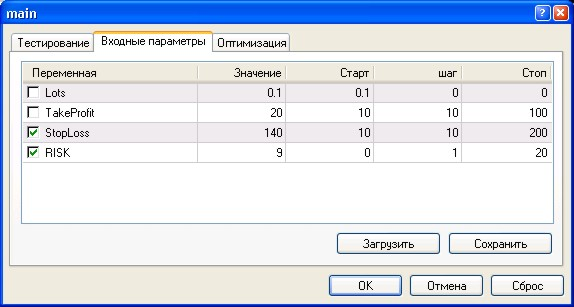 main
Тестирование Входные параметры Оптимизация
Переменная Значение Старт шаг Стоп
Lots 0.1 0.1 0 0
TakeProfit 20 10 10 100
StopLoss 140 10 10 200
RISK 9 0 1 20
Загрузить Сохранить
OK Отмена Сброс